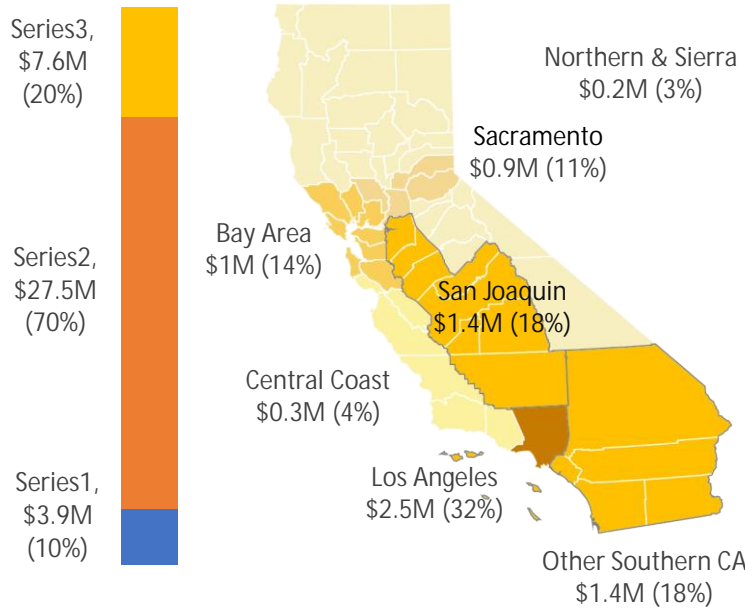 Series3,
$7.6M
(20%)
Series2,
$27.5M
(70%)
Series1,
$3.9M
(10%)
Northern & Sierra
$0.2M (3%)
Sacramento
$0.9M (11%)
Bay Area
$1M (14%)
San Joaquin
$1.4M (18%)
Central Coast
$0.3M (4%)
Los Angeles
$2.5M (32%)
Other Southern CA
$1.4M (18%)